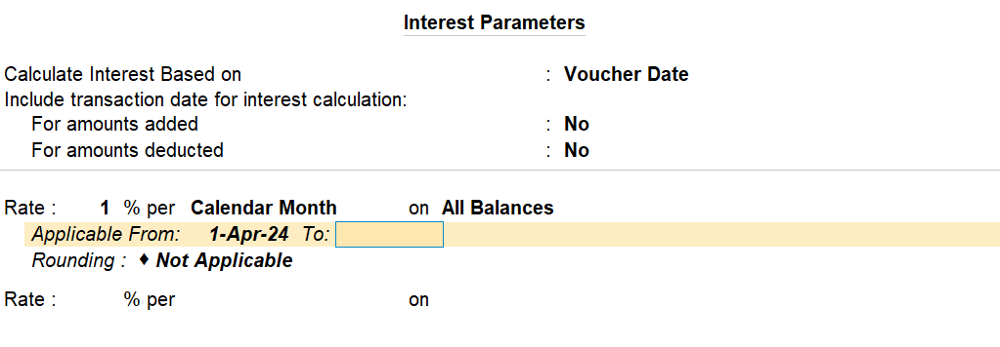 Interest Parameters
Calculate Interest Based on : Voucher Date
Include transaction date for interest calculation:
For amounts added : No
For amounts deducted : No
Rate : 1 % per Calendar Month on All Balances
Applicable From: 1-Apr-24 To:
Rounding : ♦ Not Applicable
Rate : % per on